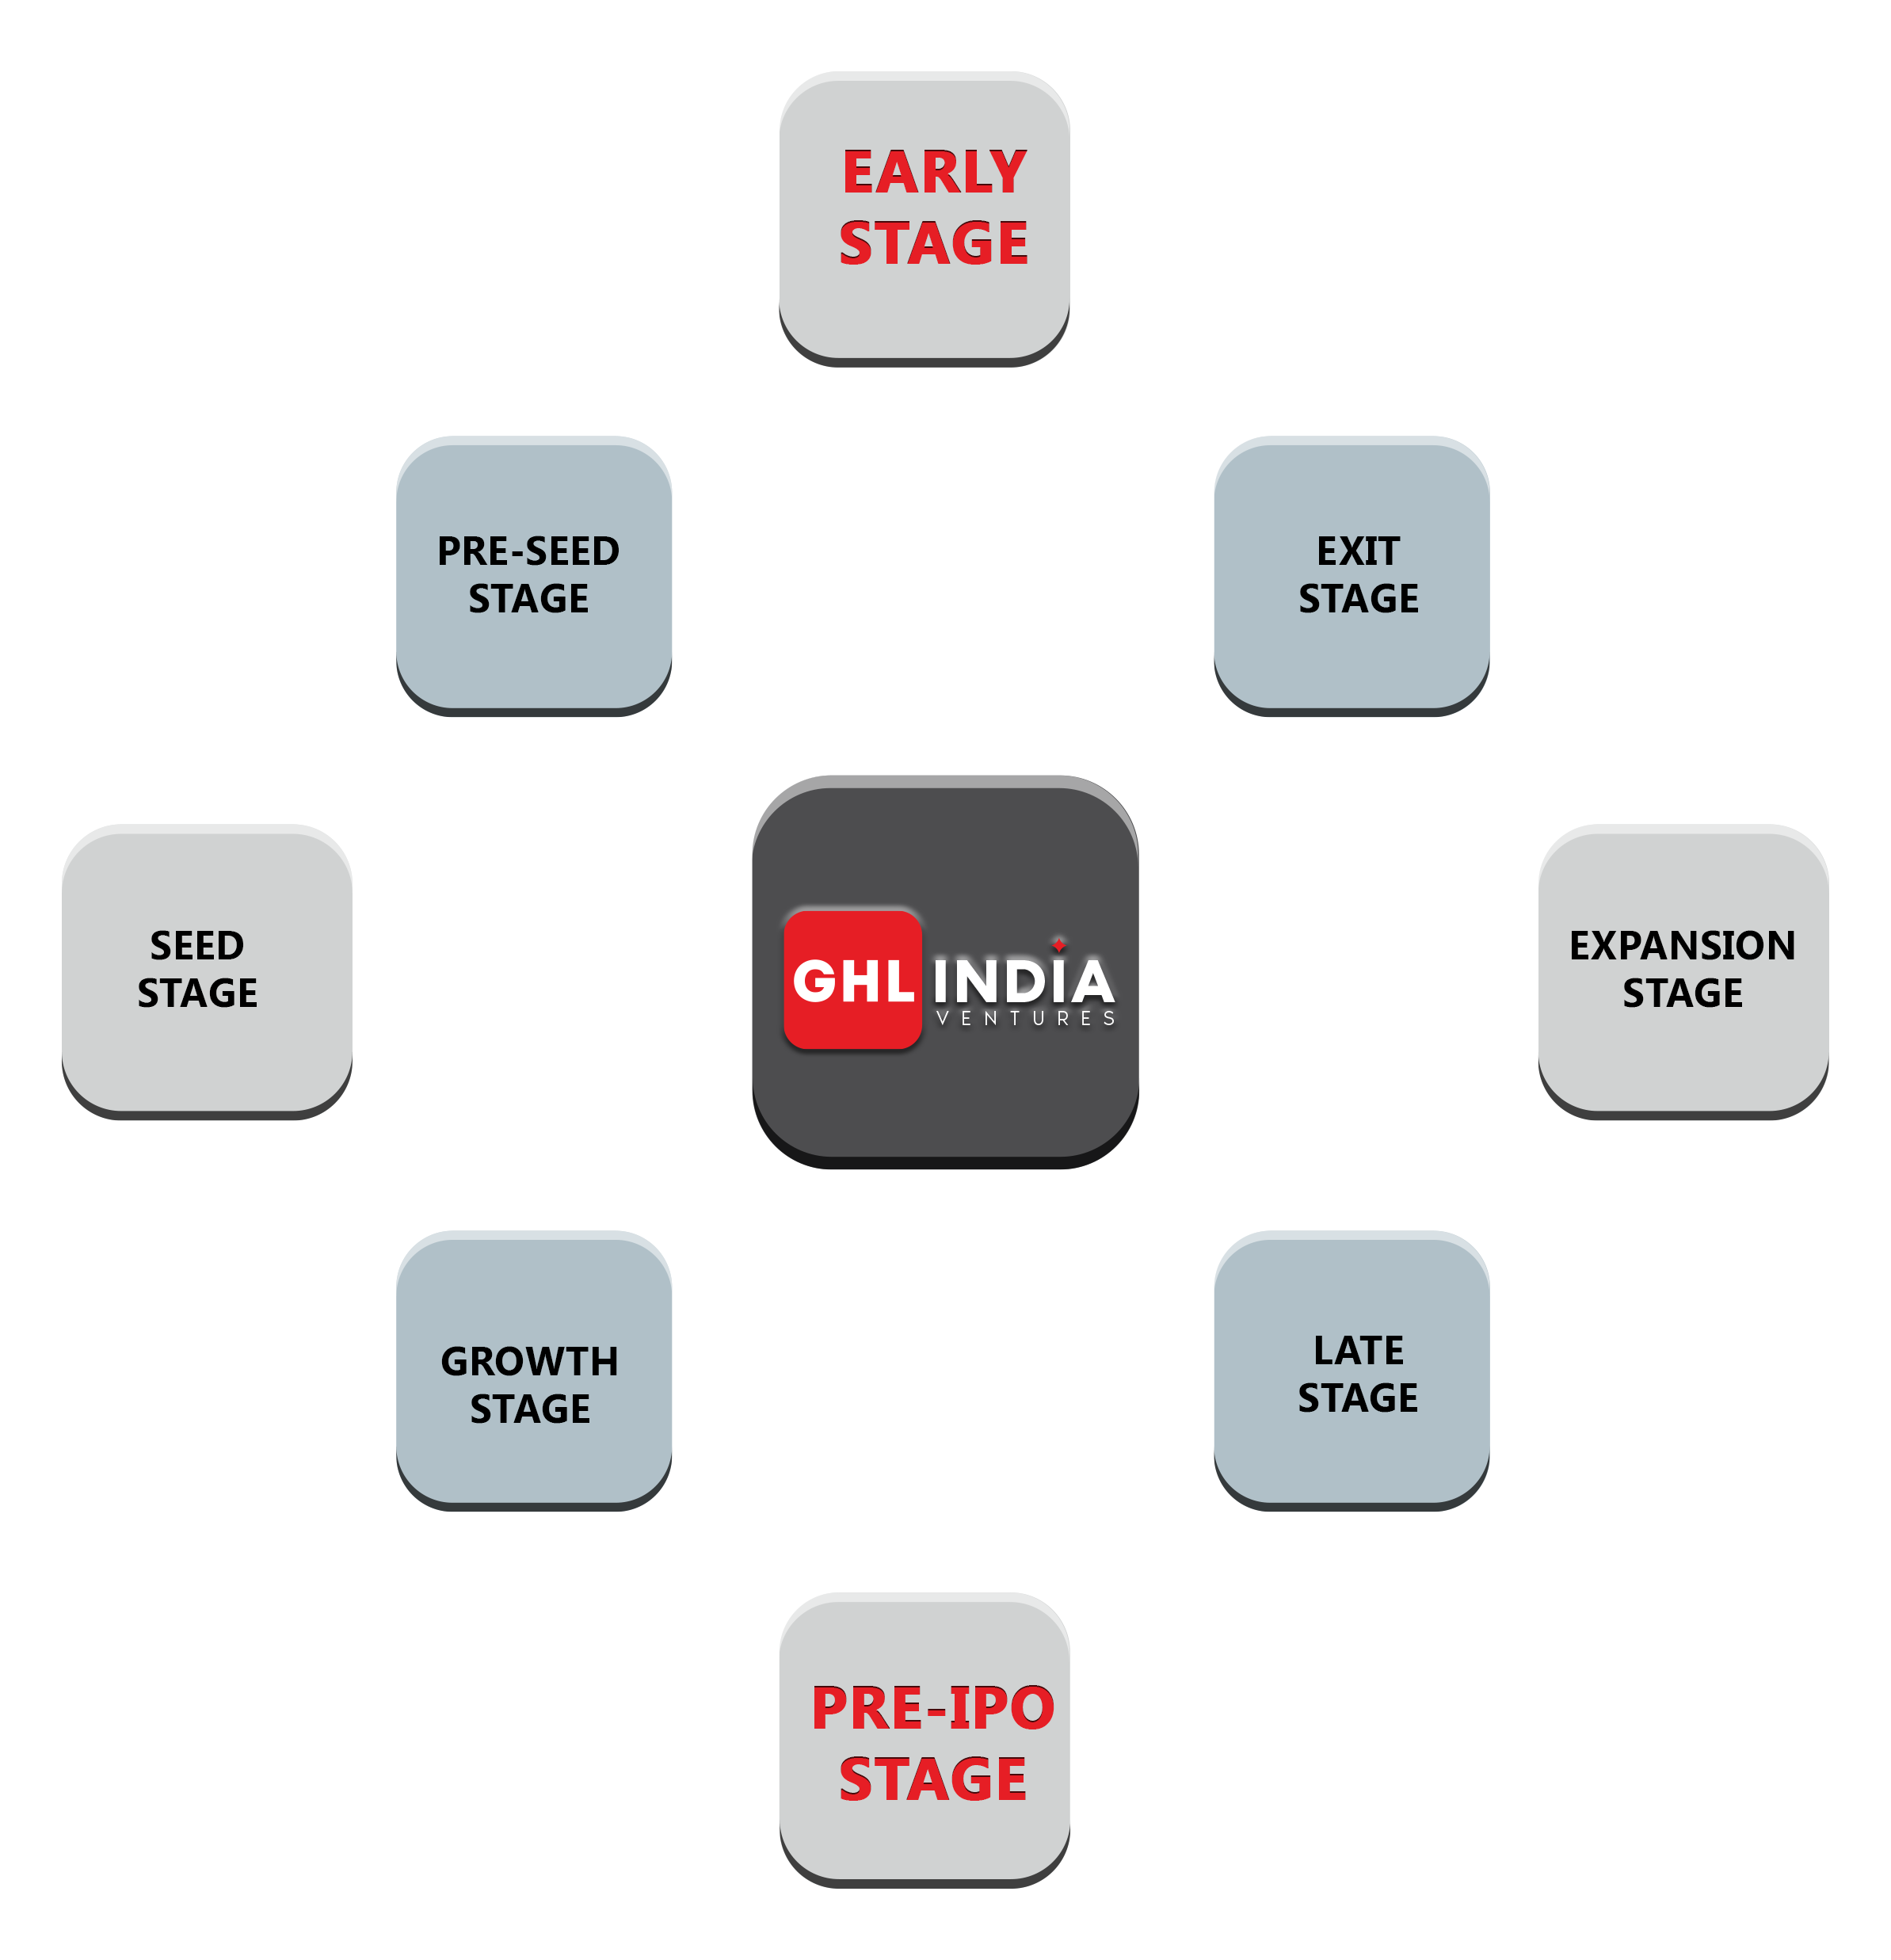 EARLY
STAGE
PRE-SEED
STAGE
EXIT
STAGE
SEED
STAGE
GHL INDIA
VENTURES
EXPANSION
STAGE
GROWTH
STAGE
LATE
STAGE
PRE-IPO
STAGE